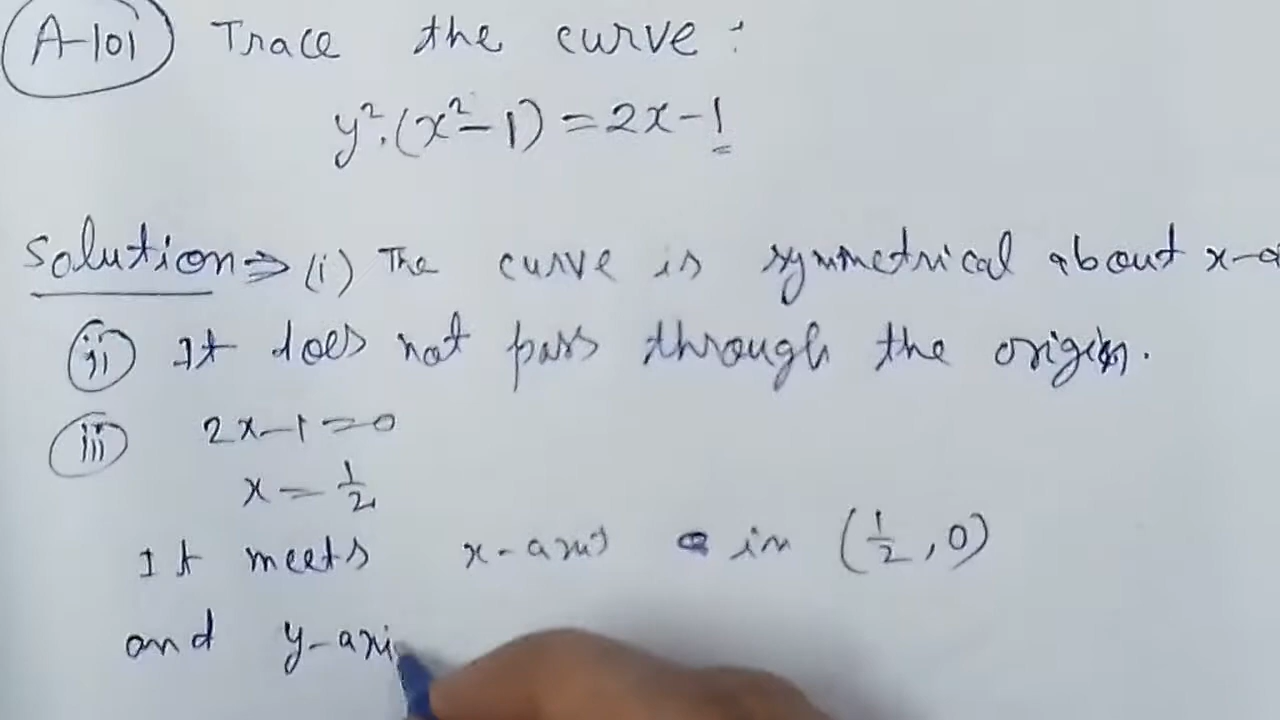 A-101 Trace the curve :
y².(x²-1) = 2x-1
Solution ⇒ (i) The curve is symmetrical about x-a
(ii) It does not pass through the origin.
(iii) 2x-1=0
x = 1/2
It meets x-axis in (1/2, 0)
and y-axi